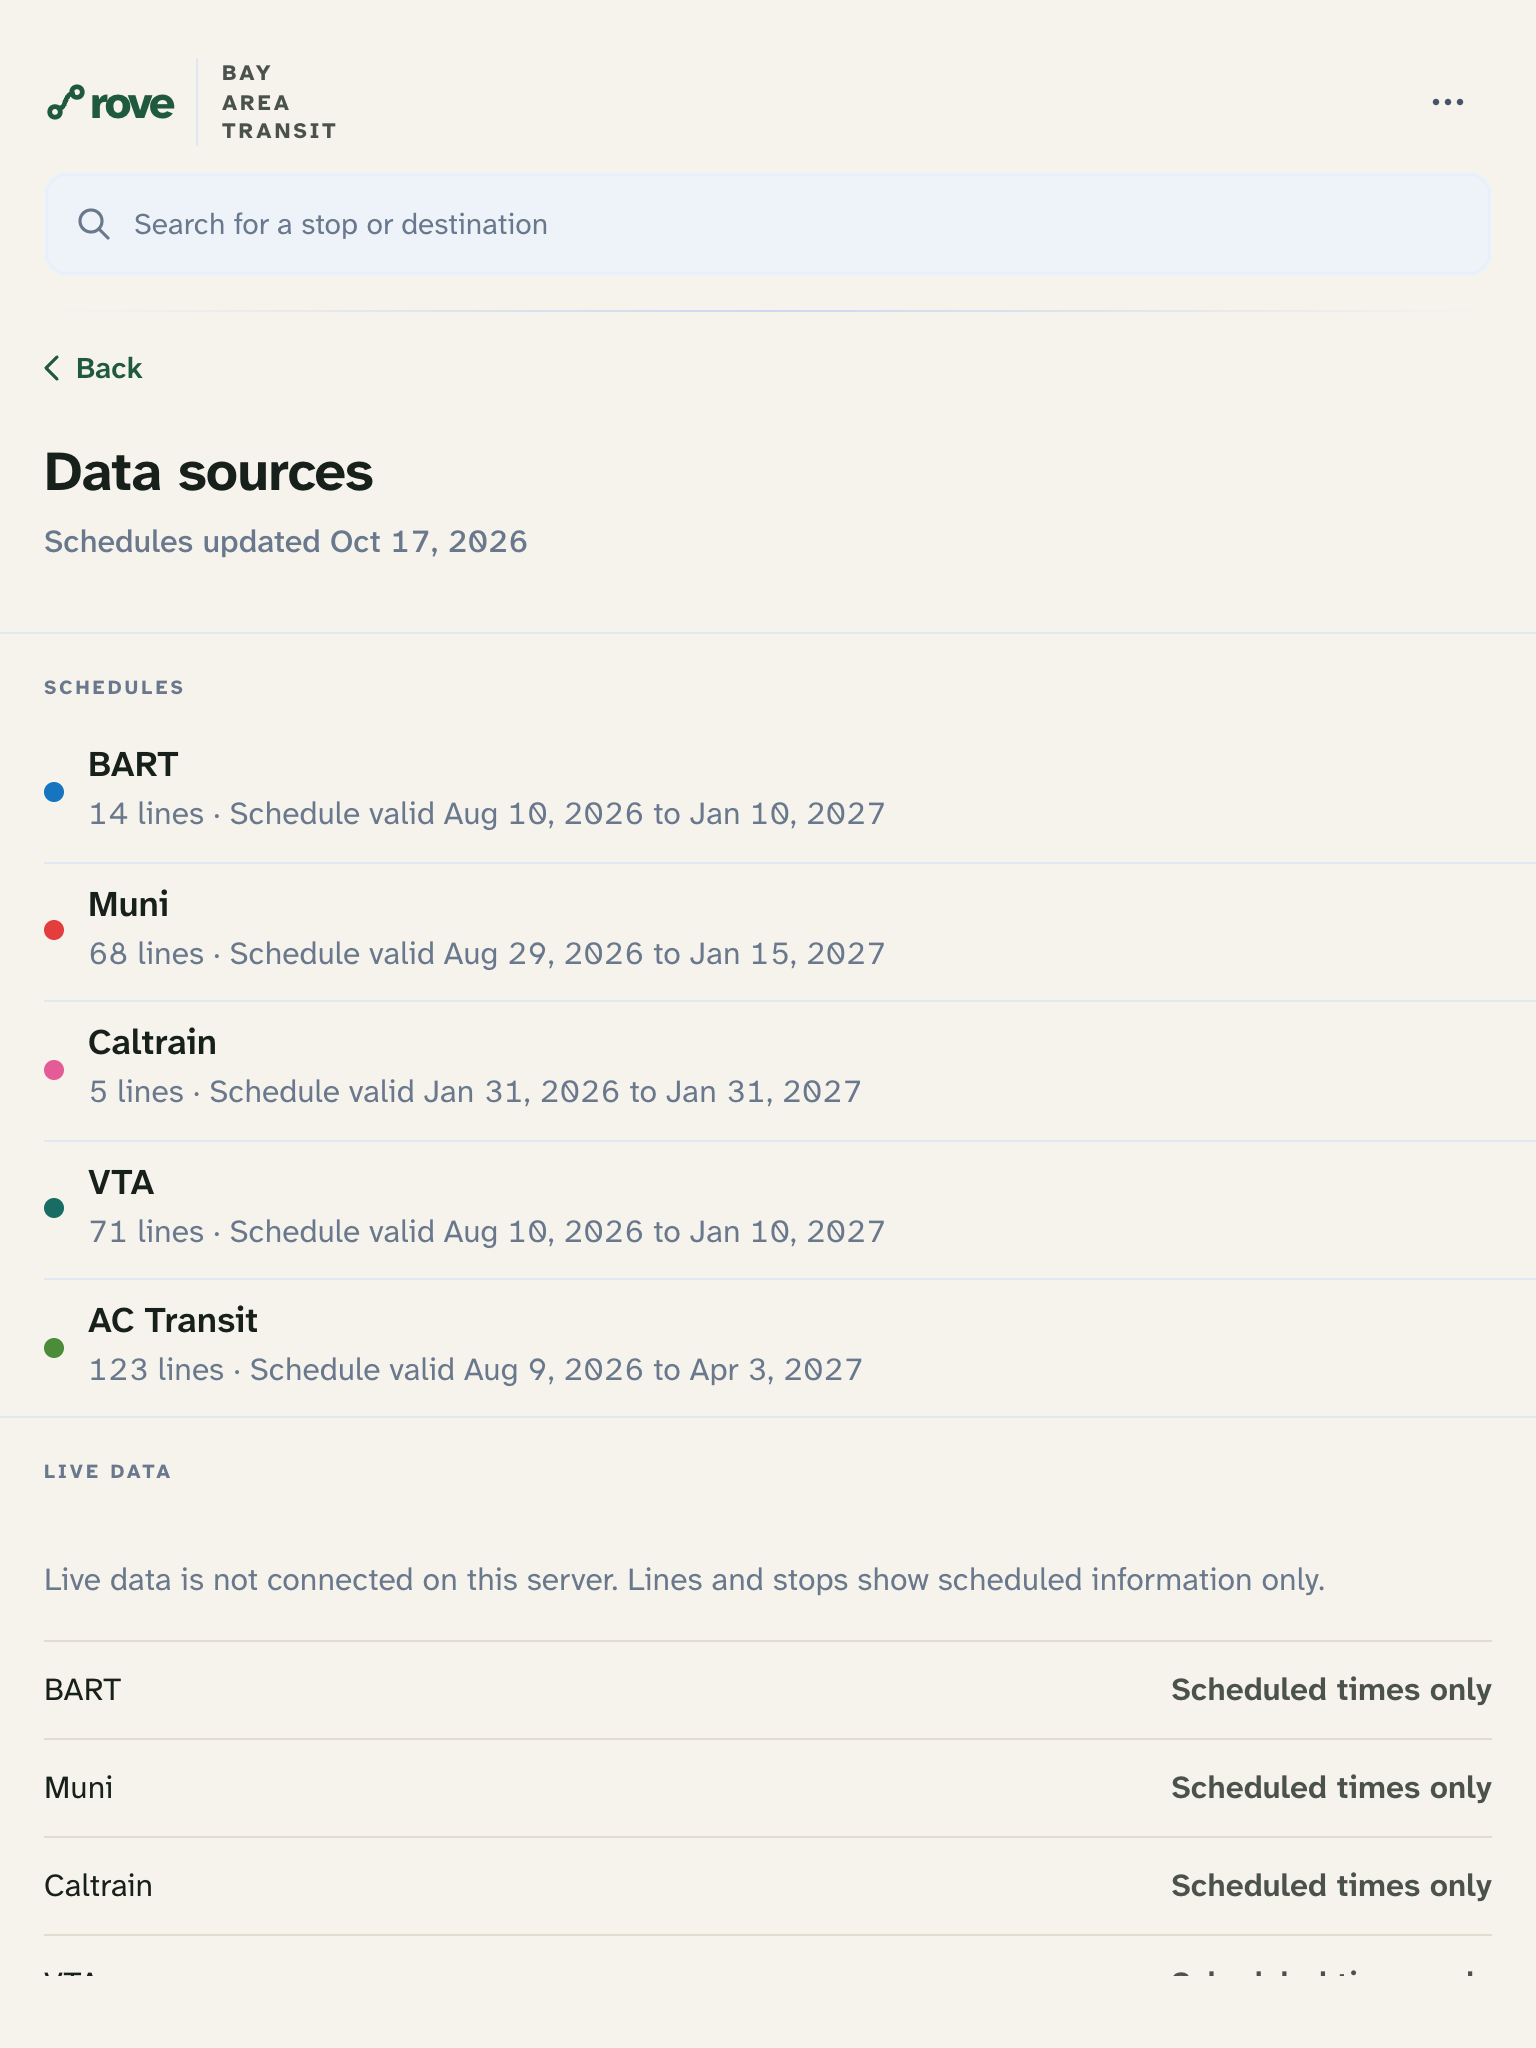 rove
BAY
AREA
TRANSIT
Search for a stop or destination
Back
Data sources
Schedules updated Oct 17, 2026
SCHEDULES
BART
14 lines · Schedule valid Aug 10, 2026 to Jan 10, 2027
Muni
68 lines · Schedule valid Aug 29, 2026 to Jan 15, 2027
Caltrain
5 lines · Schedule valid Jan 31, 2026 to Jan 31, 2027
VTA
71 lines · Schedule valid Aug 10, 2026 to Jan 10, 2027
AC Transit
123 lines · Schedule valid Aug 9, 2026 to Apr 3, 2027
LIVE DATA
Live data is not connected on this server. Lines and stops show scheduled information only.
BART Scheduled times only
Muni Scheduled times only
Caltrain Scheduled times only